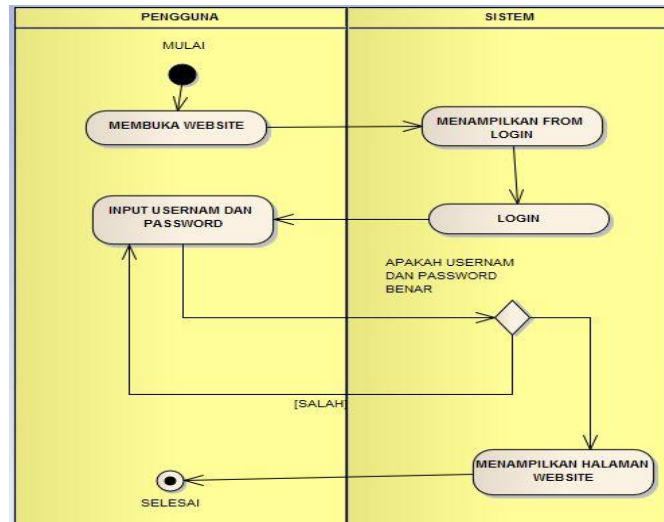 PENGGUNA
SISTEM
MULAI
MEMBUKA WEBSITE
MENAMPILKAN FROM
LOGIN
INPUT USERNAM DAN
PASSWORD
LOGIN
APAKAH USERNAM
DAN PASSWORD
BENAR
[SALAH]
MENAMPILKAN HALAMAN
WEBSITE
SELESAI